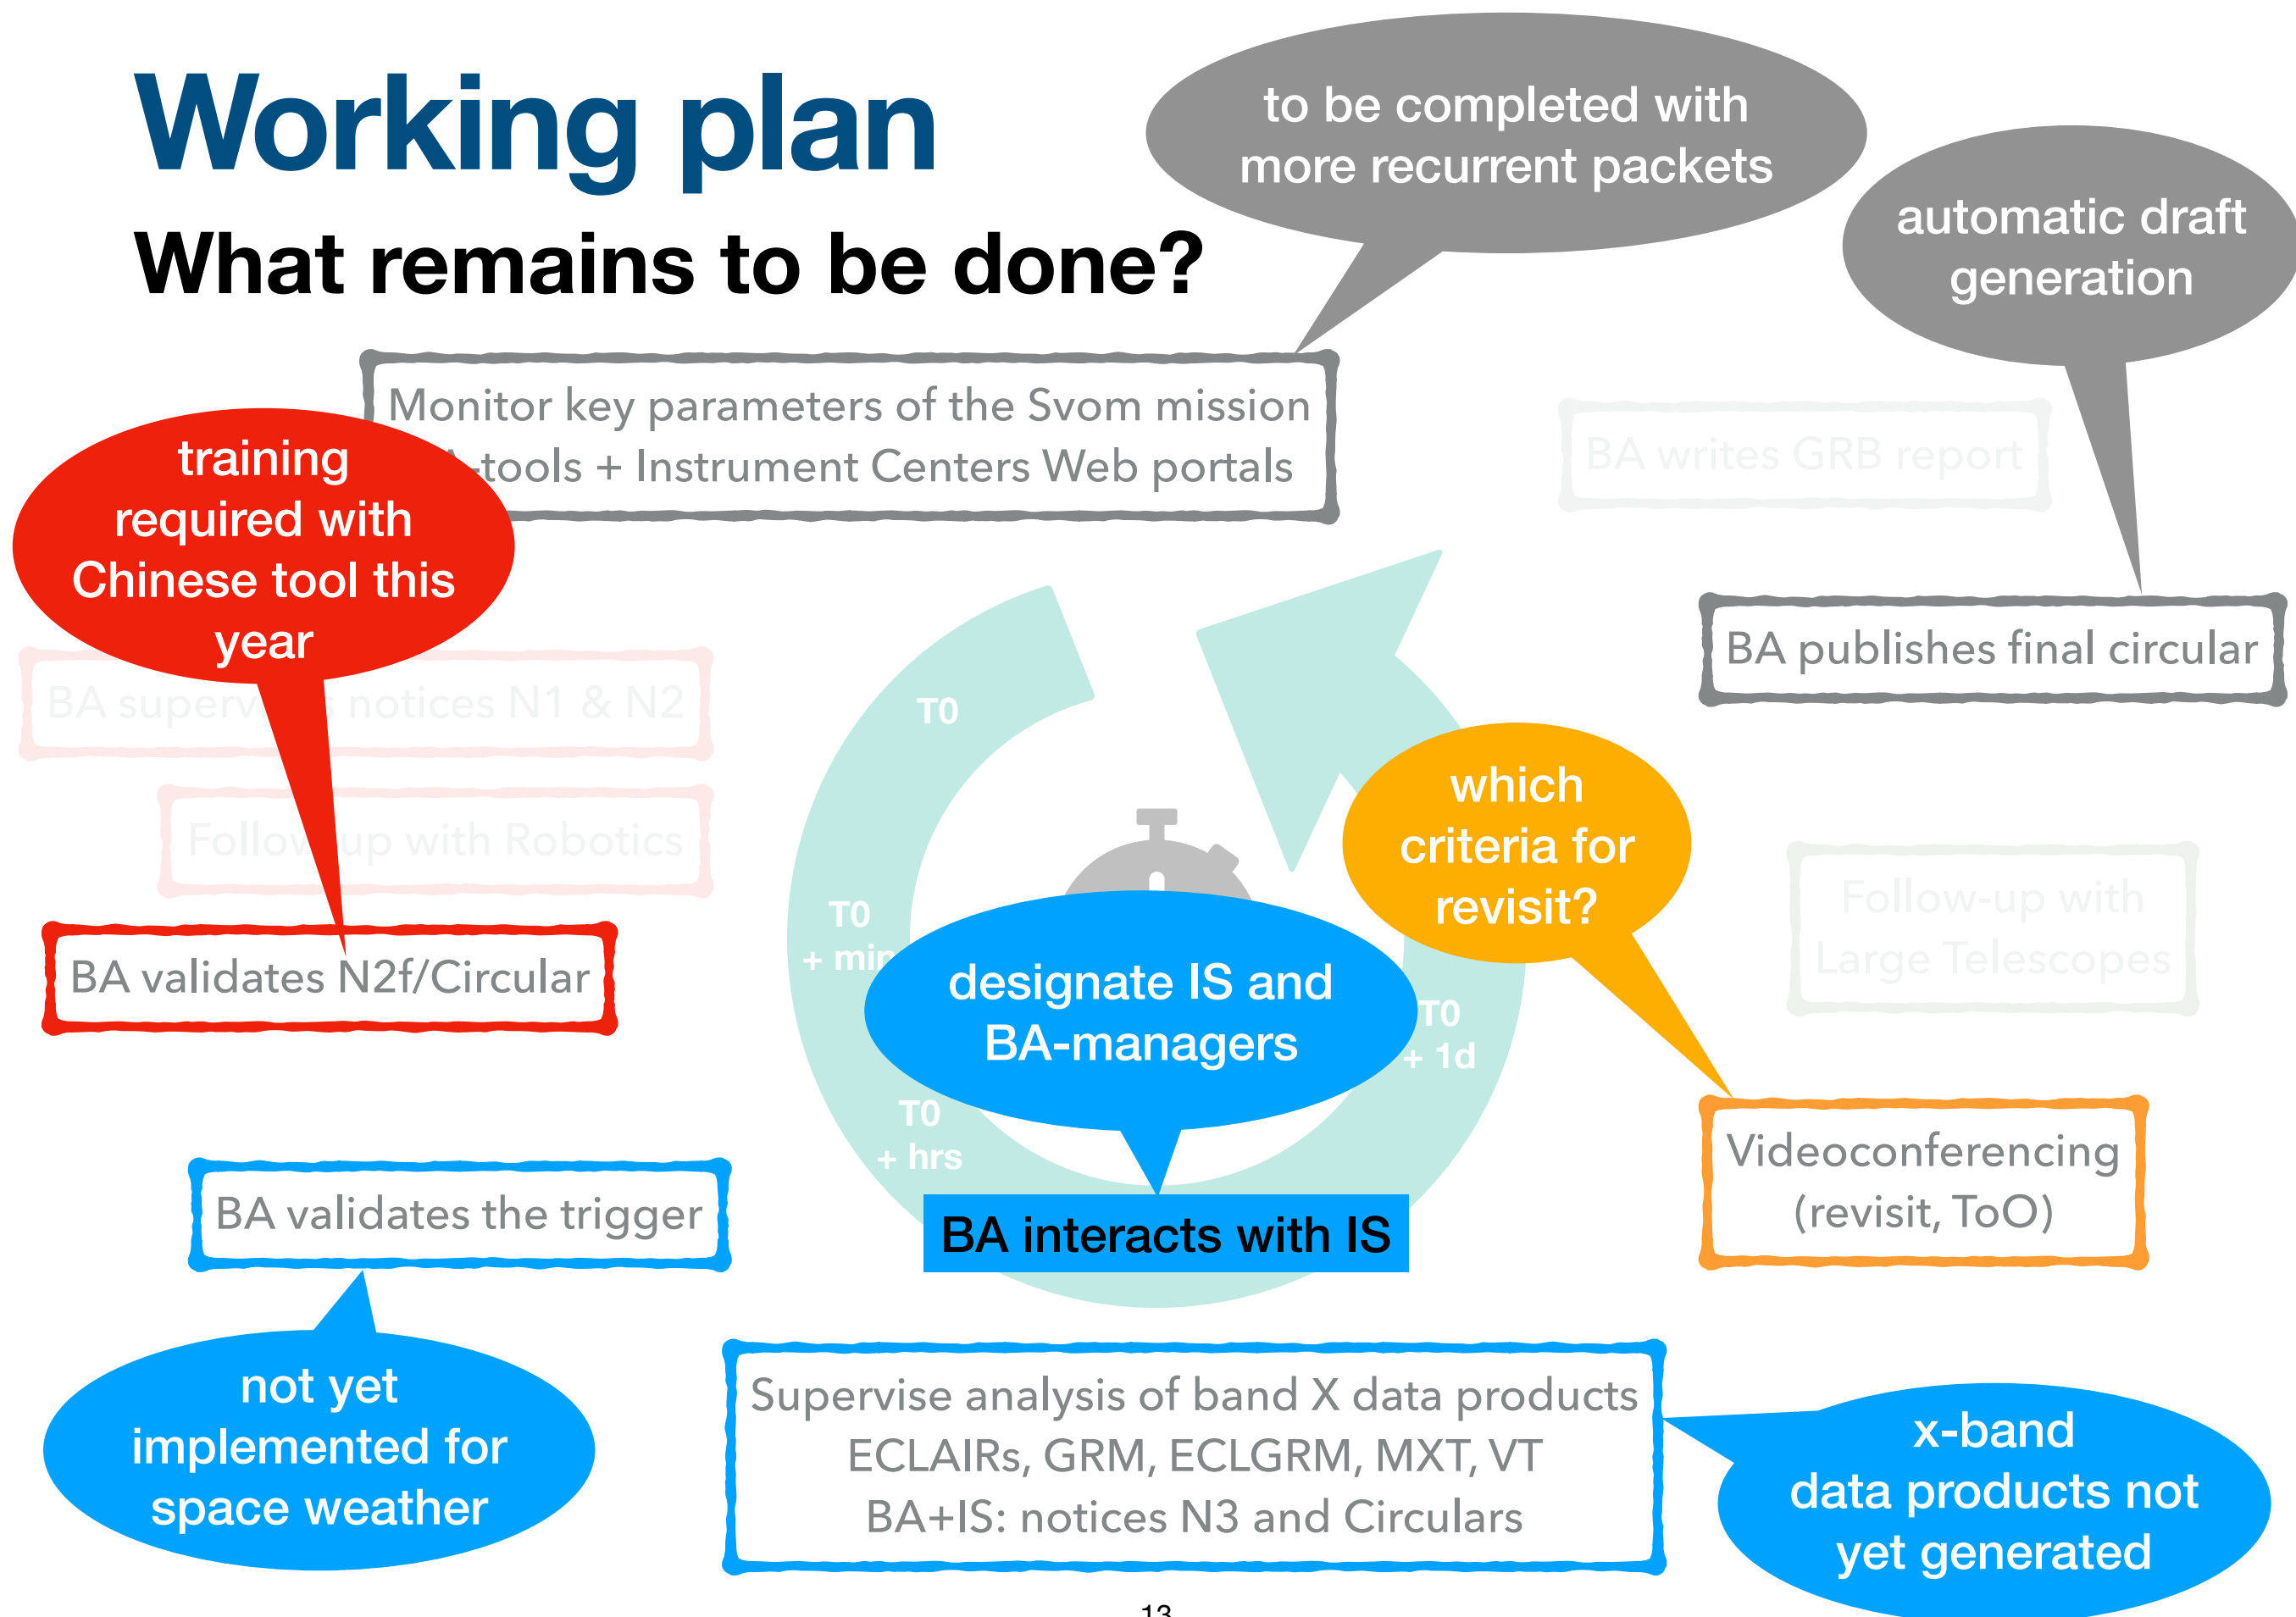 Working plan
What remains to be done?
to be completed with
more recurrent packets
automatic draft
generation
Monitor key parameters of the Svom mission
-tools + Instrument Centers Web portals
BA writes GRB report
training
required with
Chinese tool this
year
BA publishes final circular
BA supervises notices N1 & N2
T0
Follow-up with Robotics
which
criteria for
revisit?
Follow-up with
Large Telescopes
T0
+ min
BA validates N2f/Circular
designate IS and
BA-managers
T0
+ 1d
T0
+ hrs
Videoconferencing
(revisit, ToO)
BA validates the trigger
BA interacts with IS
not yet
implemented for
space weather
Supervise analysis of band X data products
ECLAIRs, GRM, ECLGRM, MXT, VT
BA+IS: notices N3 and Circulars
x-band
data products not
yet generated
13